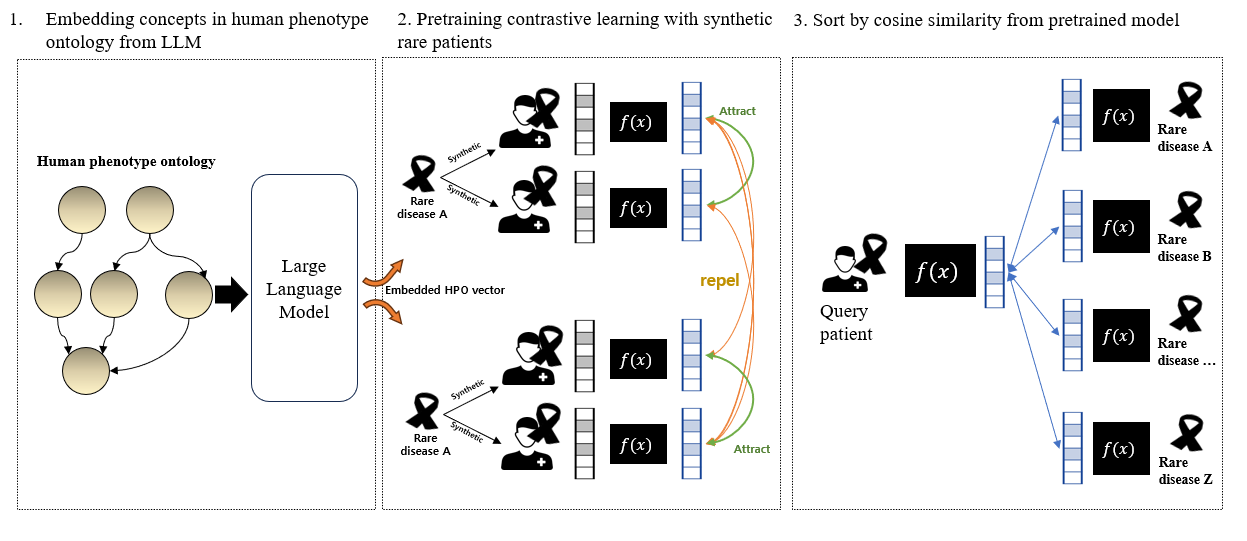 1. Embedding concepts in human phenotype
ontology from LLM
Human phenotype ontology
Large
Language
Model
2. Pretraining contrastive learning with synthetic
rare patients
Embedded HPO vector
Rare
disease A
Synthetic
Synthetic
f(x)
f(x)
Attract
repel
Rare
disease A
Synthetic
Synthetic
f(x)
f(x)
Attract
3. Sort by cosine similarity from pretrained model
Query
patient
f(x)
f(x)
Rare
disease A
f(x)
Rare
disease B
f(x)
Rare
disease ...
f(x)
Rare
disease Z